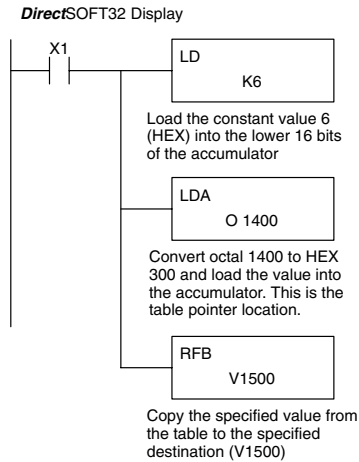 DirectSOFT32 Display
X1
LD
K6
Load the constant value 6
(HEX) into the lower 16 bits
of the accumulator
LDA
O 1400
Convert octal 1400 to HEX
300 and load the value into
the accumulator. This is the
table pointer location.
RFB
V1500
Copy the specified value from
the table to the specified
destination (V1500)